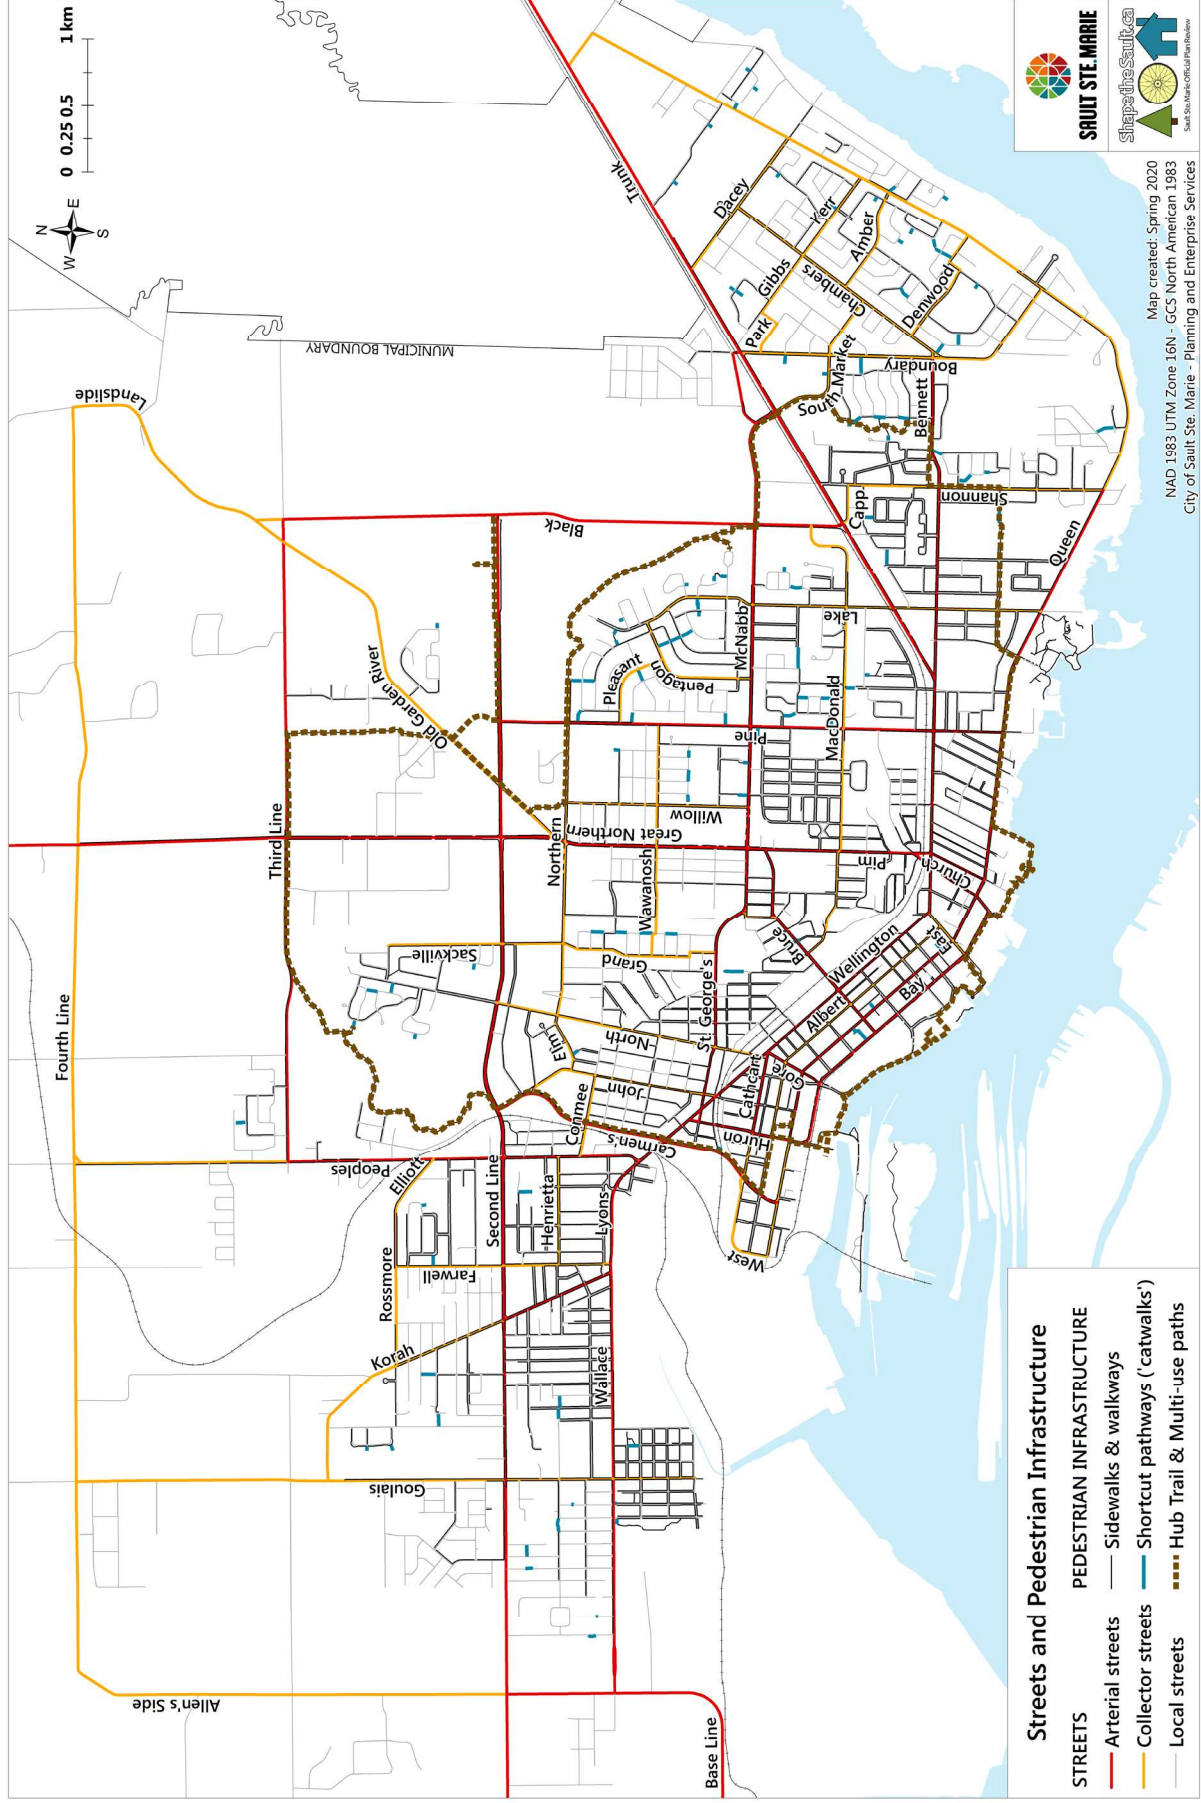 0 0.25 0.5 1 km
N
W E
S
SAULT STE. MARIE
ShapetheSault.ca
Sault Ste. Marie Official Plan Review
Map created: Spring 2020
NAD 1983 UTM Zone 16N - GCS North American 1983
City of Sault Ste. Marie - Planning and Enterprise Services
MUNICIPAL BOUNDARY
Landslide
Fourth Line
Third Line
Old Garden River
Black
Trunk
Dacey
Kerr
Amber
Gibbs
Chambers
Denwood
Park
South Market
Boundary
Bennett
Shannon
Capp
Queen
Lake
McNabb
Pleasant
Pentagon
MacDonald
Pine
Willow
Great Northern
Northern
Wawanosh
Pim
Church
Sackville
Grand
Bruce
Wellington
East
Albert
Bay
St. George's
North
Elm
John
Cathcart
Gore
Conmee
Carmen's
Huron
Peoples
Elliott
Second Line
Henrietta
Lyons
West
Rossmore
Farwell
Korah
Wallace
Goulais
Allen's Side
Base Line
Streets and Pedestrian Infrastructure
STREETS
Arterial streets
Collector streets
Local streets
PEDESTRIAN INFRASTRUCTURE
Sidewalks & walkways
Shortcut pathways ('catwalks')
Hub Trail & Multi-use paths